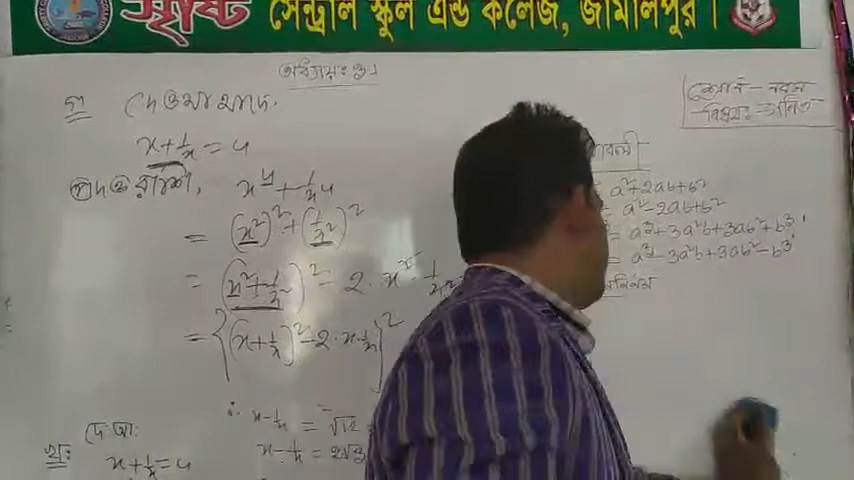 সৃষ্টি সেন্ট্রাল স্কুল এন্ড কলেজ, জামালপুর।
অধ্যায়ঃ ৩।
শ্রেণি - নবম
বিষয়ঃ গণিত
গ) দেওয়া আছে,
x+1/x = 4
প্রদত্ত রাশি, x⁴+1/x⁴
= (x²)²+(1/x²)²
= (x²+1/x²)² - 2·x²·1/x²
= {(x+1/x)²-2·x·1/x}²
a²+2ab+b²
a²-2ab+b²
= a³+3a²b+3ab²+b³
= a³-3a²b+3ab²-b³
∴ x-1/x = √12
x-1/x = 2√3
খ: দে আ:
x+1/x=4